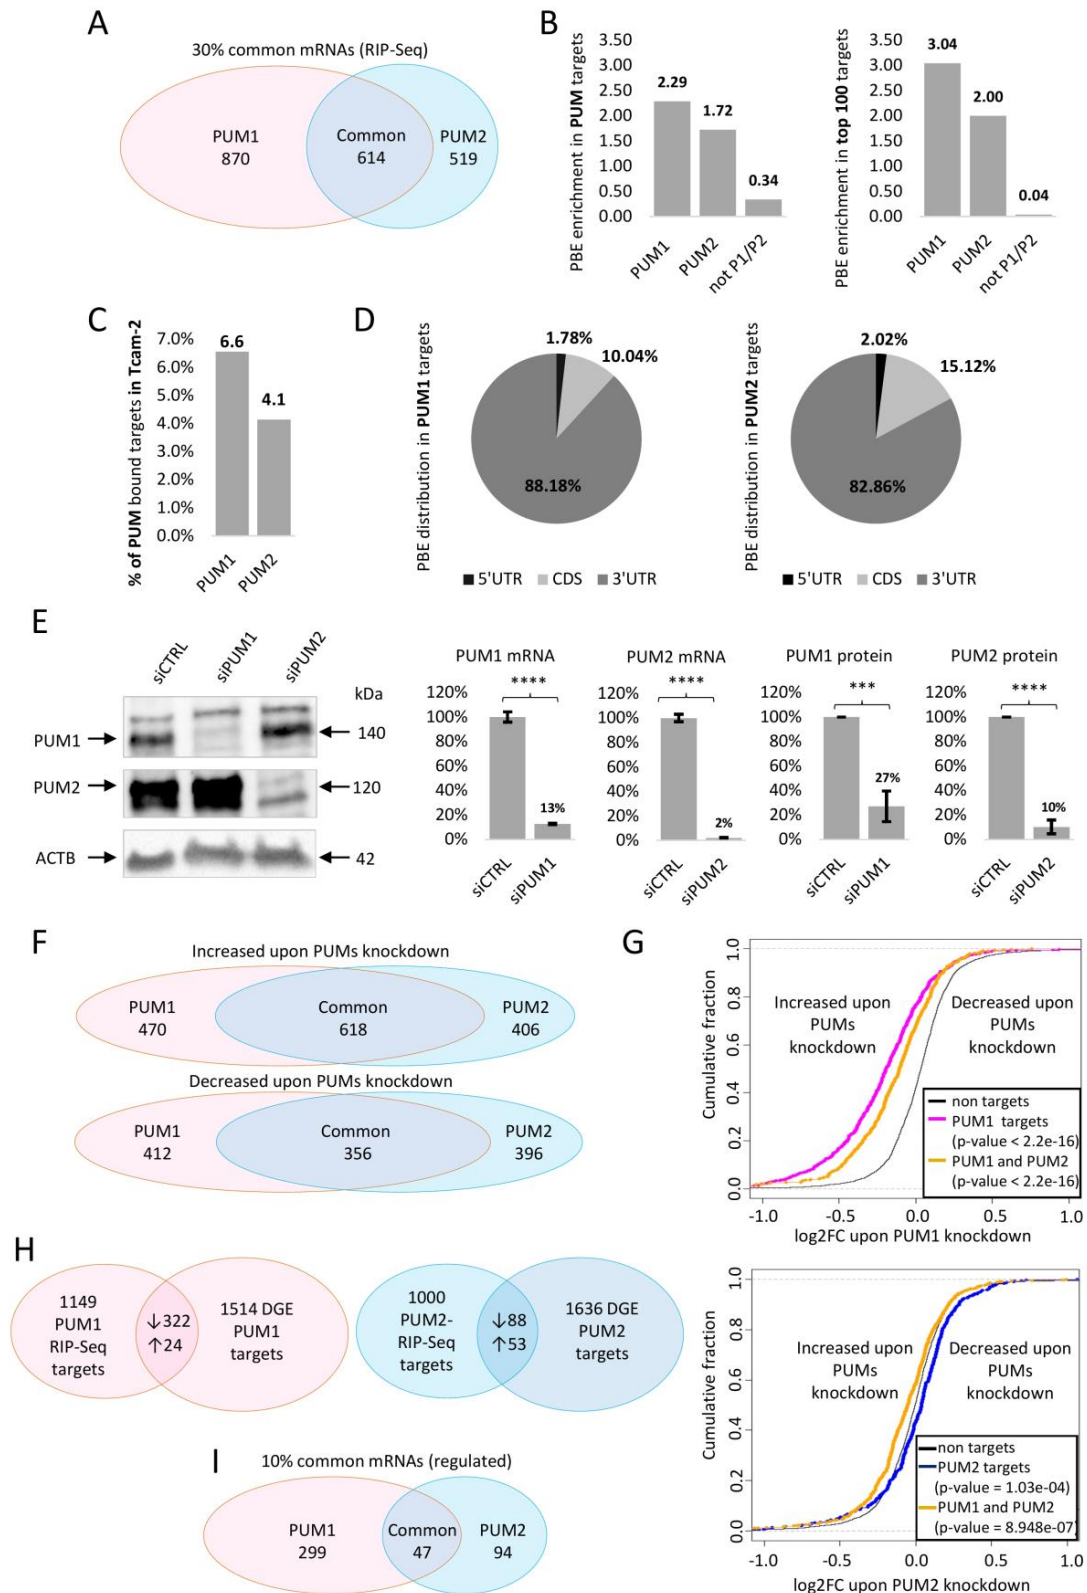 A
30% common mRNAs (RIP-Seq)
PUM1
870
Common
614
PUM2
519
B
PBE enrichment in PUM targets
3.50
3.00
2.50
2.00
1.50
1.00
0.50
0.00
2.29
1.72
0.34
PUM1
PUM2
not P1/P2
PBE enrichment in top 100 targets
3.50
3.00
2.50
2.00
1.50
1.00
0.50
0.00
3.04
2.00
0.04
PUM1
PUM2
not P1/P2
C
% of PUM bound targets in Tcam-2
7.0%
6.0%
5.0%
4.0%
3.0%
2.0%
1.0%
0.0%
6.6
4.1
PUM1
PUM2
D
PBE distribution in PUM1 targets
1.78%
10.04%
88.18%
5'UTR CDS 3'UTR
PBE distribution in PUM2 targets
2.02%
15.12%
82.86%
5'UTR CDS 3'UTR
E
siCTRL
siPUM1
siPUM2
kDa
PUM1
140
PUM2
120
ACTB
42
PUM1 mRNA
120%
100%
80%
60%
40%
20%
0%
****
13%
siCTRL
siPUM1
PUM2 mRNA
120%
100%
80%
60%
40%
20%
0%
****
2%
siCTRL
siPUM2
PUM1 protein
120%
100%
80%
60%
40%
20%
0%
***
27%
siCTRL
siPUM1
PUM2 protein
120%
100%
80%
60%
40%
20%
0%
****
10%
siCTRL
siPUM2
F
Increased upon PUMs knockdown
PUM1
470
Common
618
PUM2
406
Decreased upon PUMs knockdown
PUM1
412
Common
356
PUM2
396
G
Cumulative fraction
1.0
0.8
0.6
0.4
0.2
0.0
Increased upon
PUMs
knockdown
Decreased upon
PUMs
knockdown
non targets
PUM1 targets
(p-value < 2.2e-16)
PUM1 and PUM2
(p-value < 2.2e-16)
-1.0 -0.5 0.0 0.5 1.0
log2FC upon PUM1 knockdown
Cumulative fraction
1.0
0.8
0.6
0.4
0.2
0.0
Increased upon
PUMs
knockdown
Decreased upon
PUMs
knockdown
non targets
PUM2 targets
(p-value = 1.03e-04)
PUM1 and PUM2
(p-value = 8.948e-07)
-1.0 -0.5 0.0 0.5 1.0
log2FC upon PUM2 knockdown
H
1149
PUM1
RIP-Seq
targets
↓322
↑24
1514 DGE
PUM1
targets
1000
PUM2-
RIP-Seq
targets
↓88
↑53
1636 DGE
PUM2
targets
I
10% common mRNAs (regulated)
PUM1
299
Common
47
PUM2
94